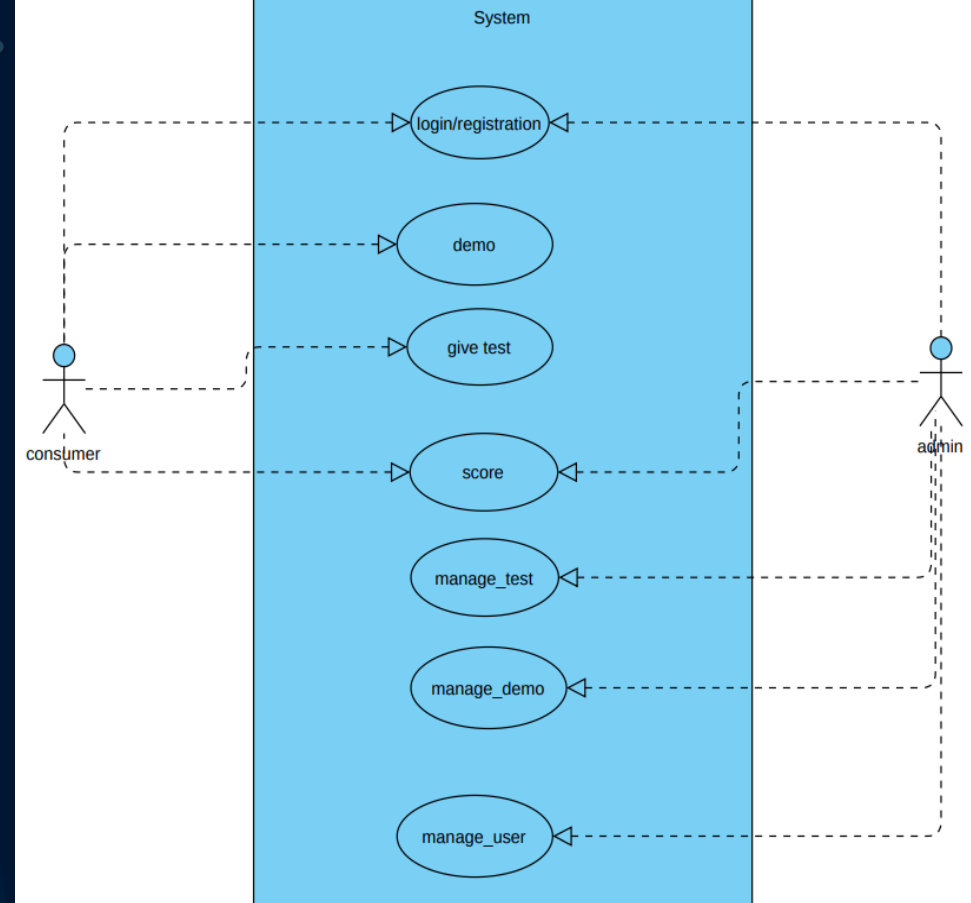 System
login/registration
demo
give test
consumer
score
admin
manage_test
manage_demo
manage_user